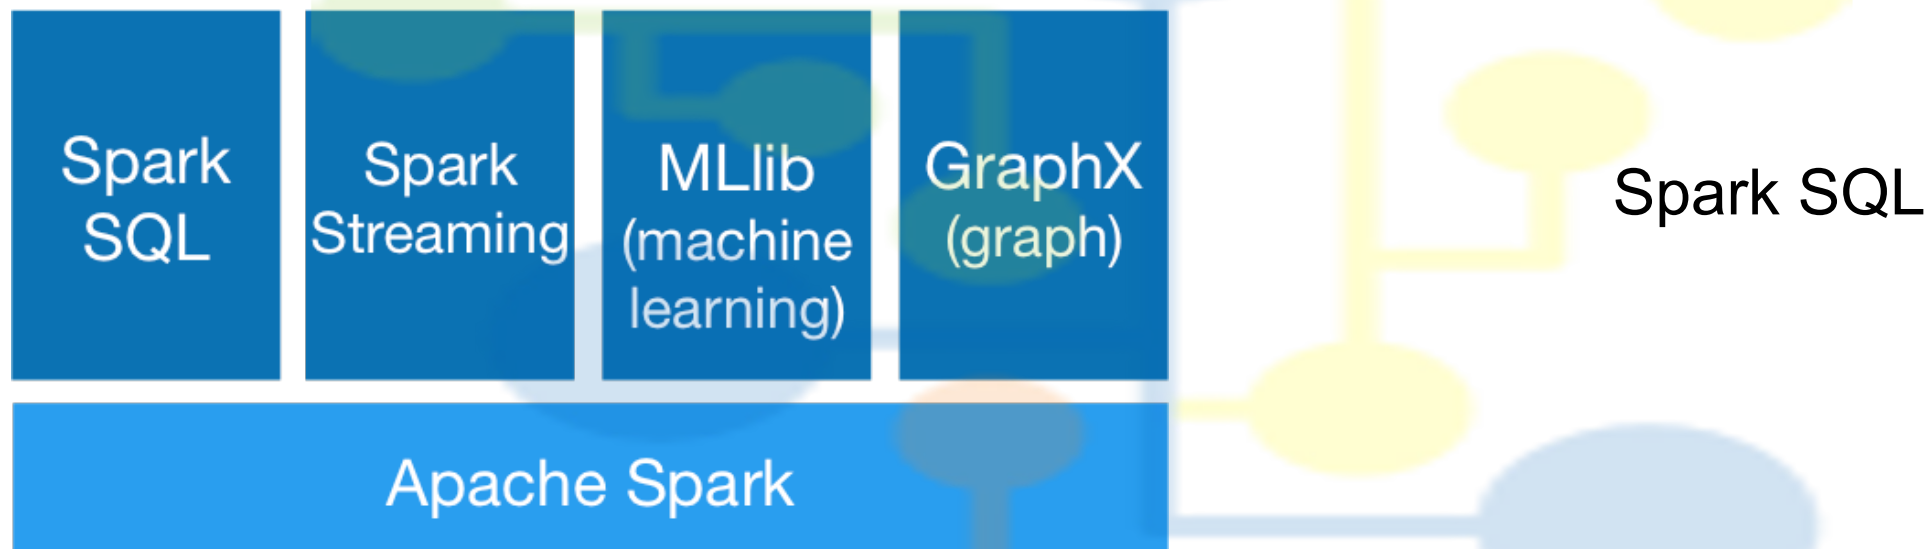 Spark
SQL
Spark
Streaming
MLlib
(machine
learning)
GraphX
(graph)
Apache Spark
Spark SQL